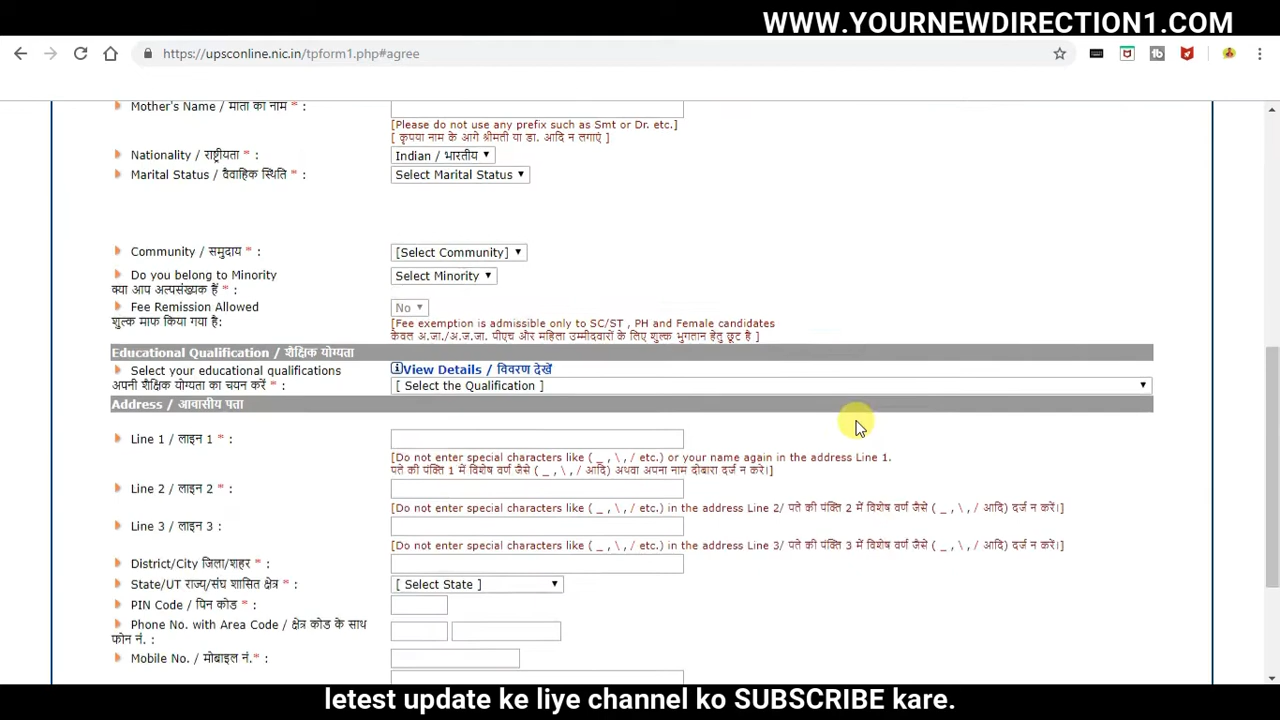 WWW.YOURNEWDIRECTION1.COM
https://upsconline.nic.in/tpform1.php#agree
Mother's Name / माता का नाम * :
[Please do not use any prefix such as Smt or Dr. etc.]
[ कृपया नाम के आगे श्रीमती या डा. आदि न लगाएं ]
Nationality / राष्ट्रीयता * :
Indian / भारतीय
Marital Status / वैवाहिक स्थिति * :
Select Marital Status
Community / समुदाय * :
[Select Community]
Do you belong to Minority
क्या आप अल्पसंख्यक हैं * :
Select Minority
Fee Remission Allowed
शुल्क माफ किया गया है:
No
[Fee exemption is admissible only to SC/ST , PH and Female candidates
केवल अ.जा./अ.ज.जा. पीएच और महिला उम्मीदवारों के लिए शुल्क भुगतान हेतु छूट है ]
Educational Qualification / शैक्षिक योग्यता
Select your educational qualifications
अपनी शैक्षिक योग्यता का चयन करें * :
View Details / विवरण देखें
[ Select the Qualification ]
Address / आवासीय पता
Line 1 / लाइन 1 * :
[Do not enter special characters like ( _ , \ , / etc.) or your name again in the address Line 1.
पते की पंक्ति 1 में विशेष वर्ण जैसे ( _ , \ , / आदि) अथवा अपना नाम दोबारा दर्ज न करें।]
Line 2 / लाइन 2 * :
[Do not enter special characters like ( _ , \ , / etc.) in the address Line 2/ पते की पंक्ति 2 में विशेष वर्ण जैसे ( _ , \ , / आदि) दर्ज न करें।]
Line 3 / लाइन 3 :
[Do not enter special characters like ( _ , \ , / etc.) in the address Line 3/ पते की पंक्ति 3 में विशेष वर्ण जैसे ( _ , \ , / आदि) दर्ज न करें।]
District/City जिला/शहर * :
State/UT राज्य/संघ शासित क्षेत्र * :
[ Select State ]
PIN Code / पिन कोड * :
Phone No. with Area Code / क्षेत्र कोड के साथ
फोन नं. :
Mobile No. / मोबाइल नं.* :
letest update ke liye channel ko SUBSCRIBE kare.